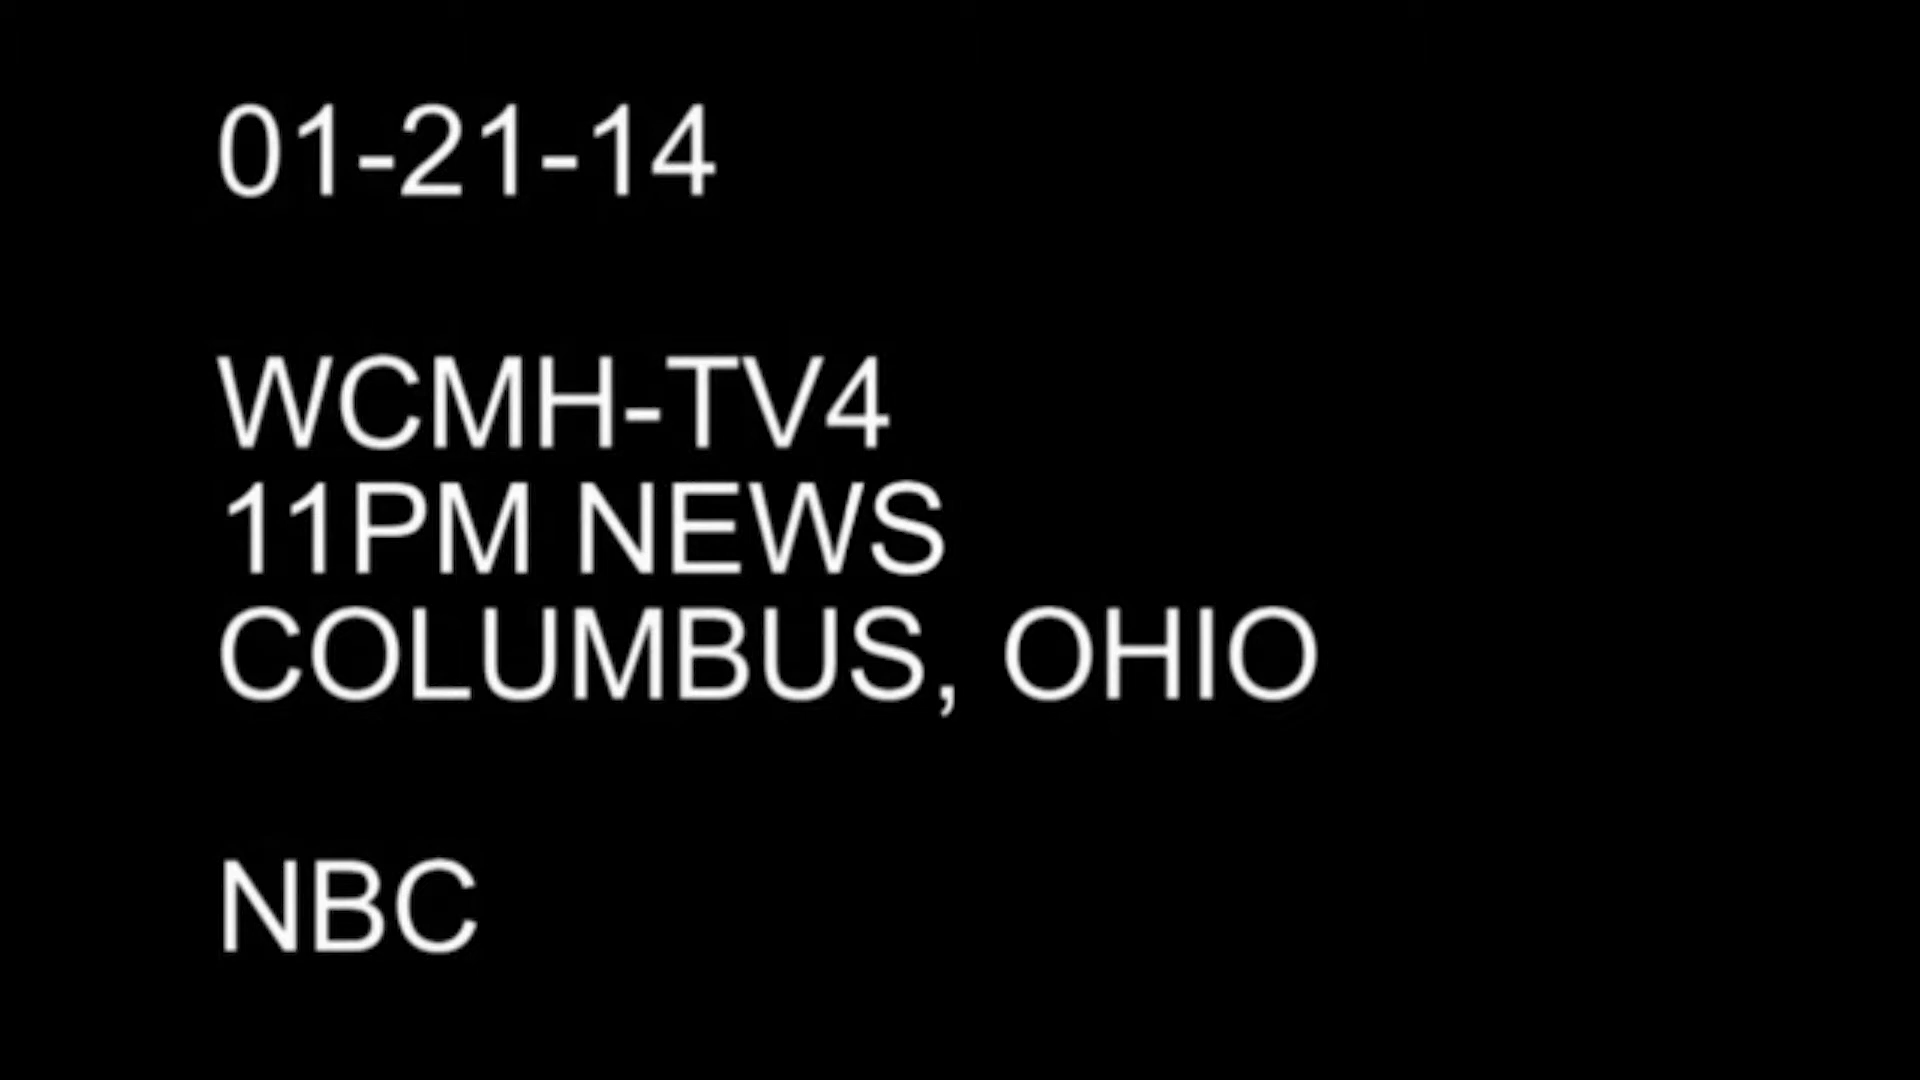 01-21-14
WCMH-TV4
11PM NEWS
COLUMBUS, OHIO
NBC